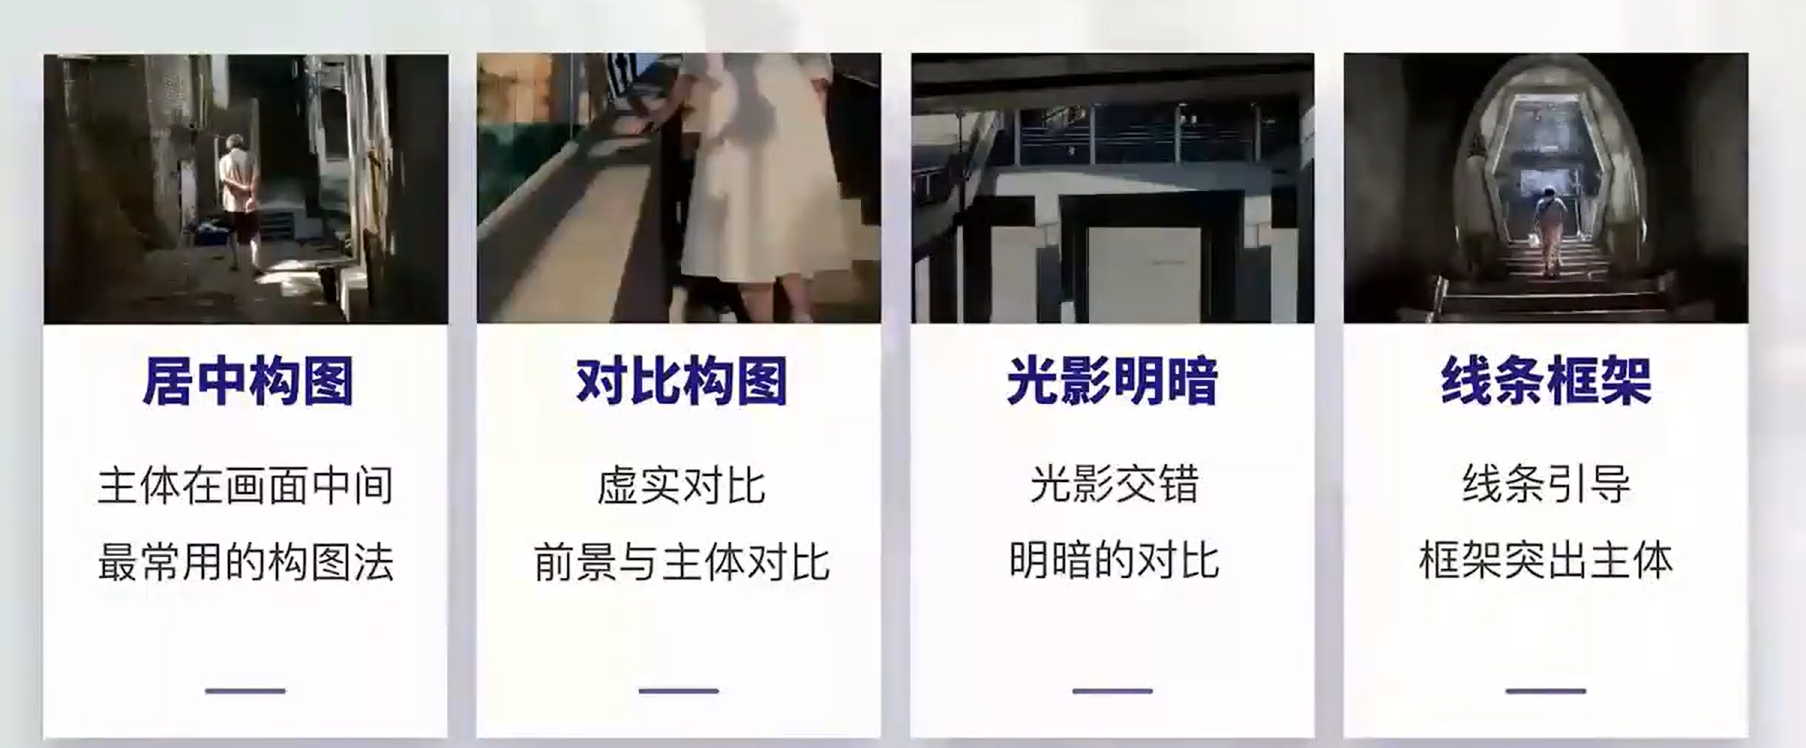 居中构图
主体在画面中间
最常用的构图法
对比构图
虚实对比
前景与主体对比
光影明暗
光影交错
明暗的对比
线条框架
线条引导
框架突出主体